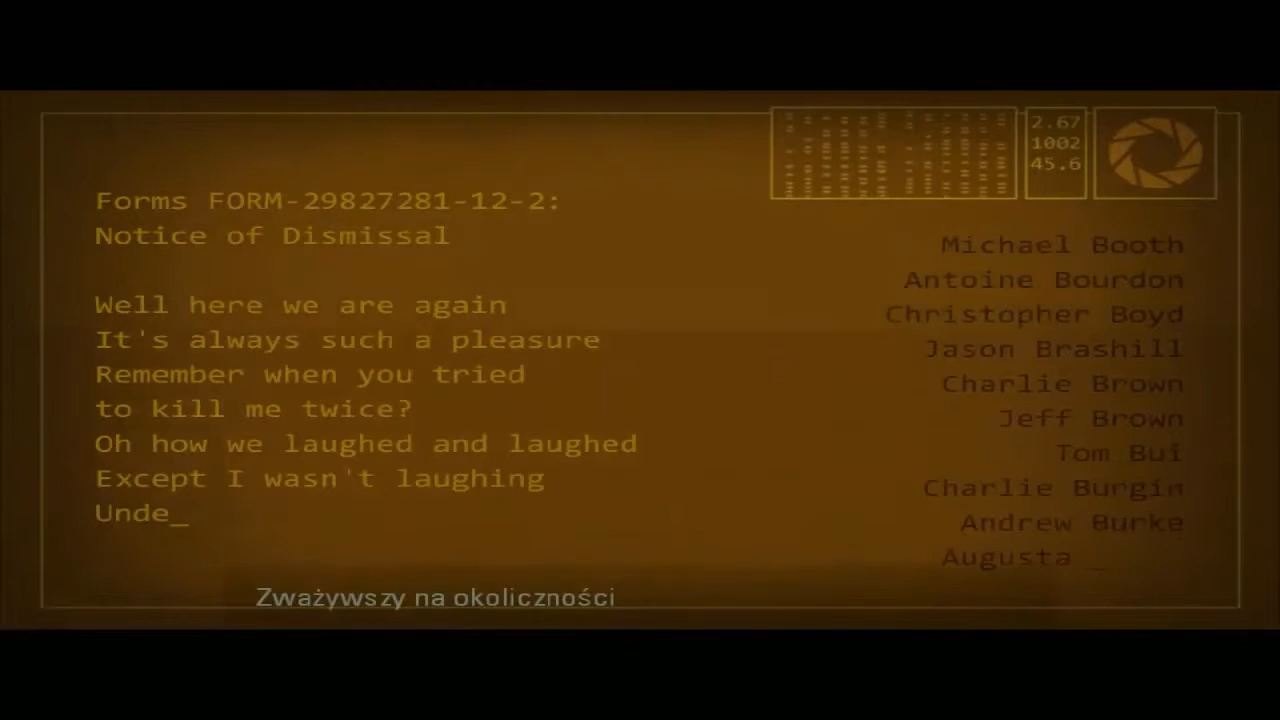 2.67
1002
45.6
Forms FORM-29827281-12-2:
Notice of Dismissal
Well here we are again
It's always such a pleasure
Remember when you tried
to kill me twice?
Oh how we laughed and laughed
Except I wasn't laughing
Unde_
Michael Booth
Antoine Bourdon
Christopher Boyd
Jason Brashill
Charlie Brown
Jeff Brown
Tom Bui
Charlie Burgin
Andrew Burke
Augusta _
Zważywszy na okoliczności